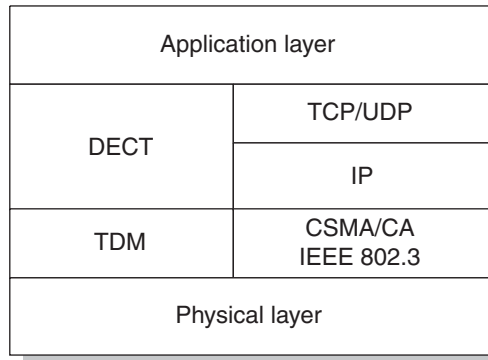 Application layer
DECT
TCP/UDP
IP
TDM
CSMA/CA
IEEE 802.3
Physical layer